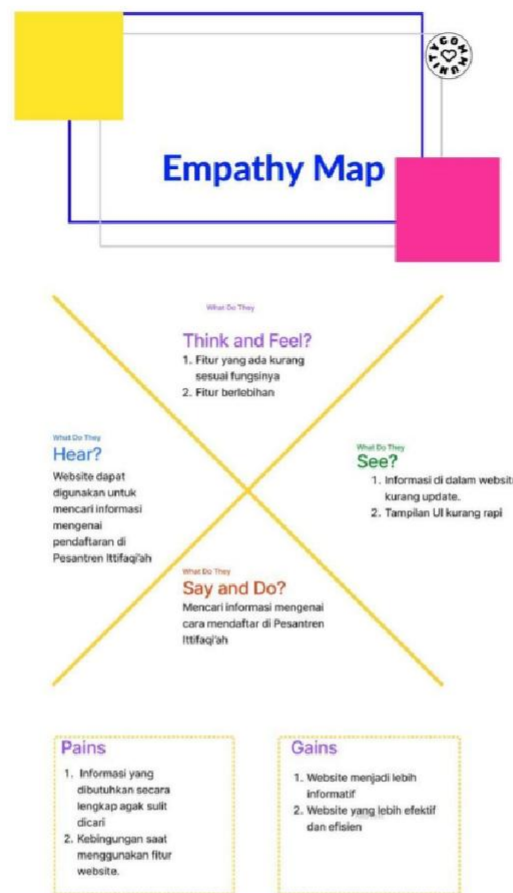 COMMUNITY
Empathy Map
What Do They
Think and Feel?
1. Fitur yang ada kurang
sesuai fungsinya
2. Fitur berlebihan
What Do They
Hear?
Website dapat
digunakan untuk
mencari informasi
mengenai
pendaftaran di
Pesantren Ittifaqi'ah
What Do They
See?
1. Informasi di dalam website
kurang update.
2. Tampilan UI kurang rapi
What Do They
Say and Do?
Mencari informasi mengenai
cara mendaftar di Pesantren
Ittifaqi'ah
Pains
1. Informasi yang
dibutuhkan secara
lengkap agak sulit
dicari
2. Kebingungan saat
menggunakan fitur
website.
Gains
1. Website menjadi lebih
informatif
2. Website yang lebih efektif
dan efisien